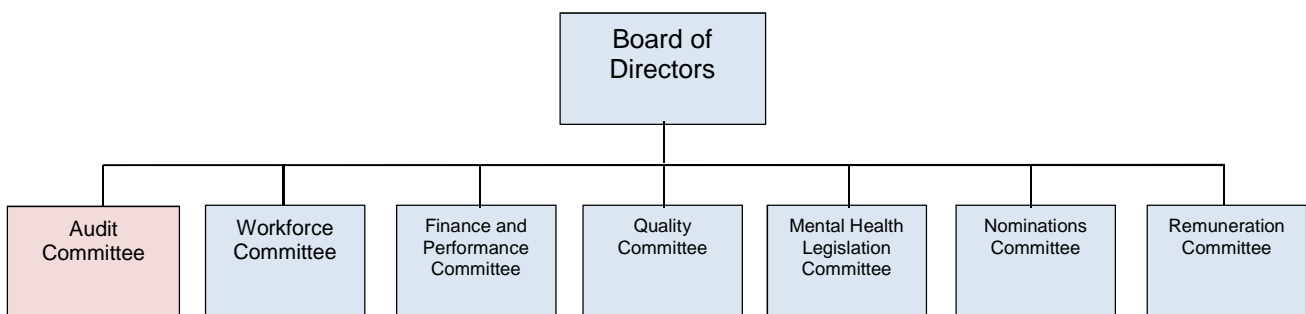 Board of
Directors
Audit
Committee
Workforce
Committee
Finance and
Performance
Committee
Quality
Committee
Mental Health
Legislation
Committee
Nominations
Committee
Remuneration
Committee